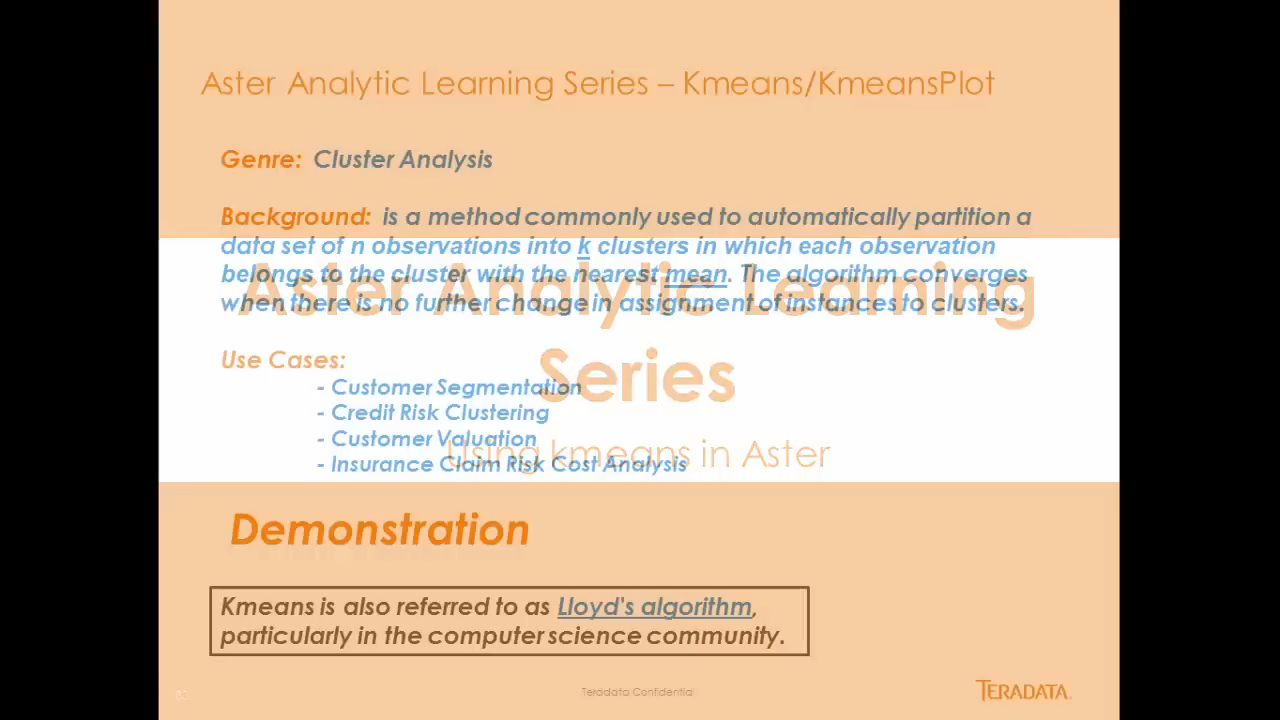 Aster Analytic Learning Series – Kmeans/KmeansPlot
Genre: Cluster Analysis
Background: is a method commonly used to automatically partition a
data set of n observations into k clusters in which each observation
belongs to the cluster with the nearest mean. The algorithm converges
when there is no further change in assignment of instances to clusters.
Aster Analytic Learning
Series
Using kmeans in Aster
Use Cases:
- Customer Segmentation
- Credit Risk Clustering
- Customer Valuation
- Insurance Claim Risk Cost Analysis
Demonstration
Kmeans is also referred to as Lloyd's algorithm,
particularly in the computer science community.
Teradata Confidential
TERADATA